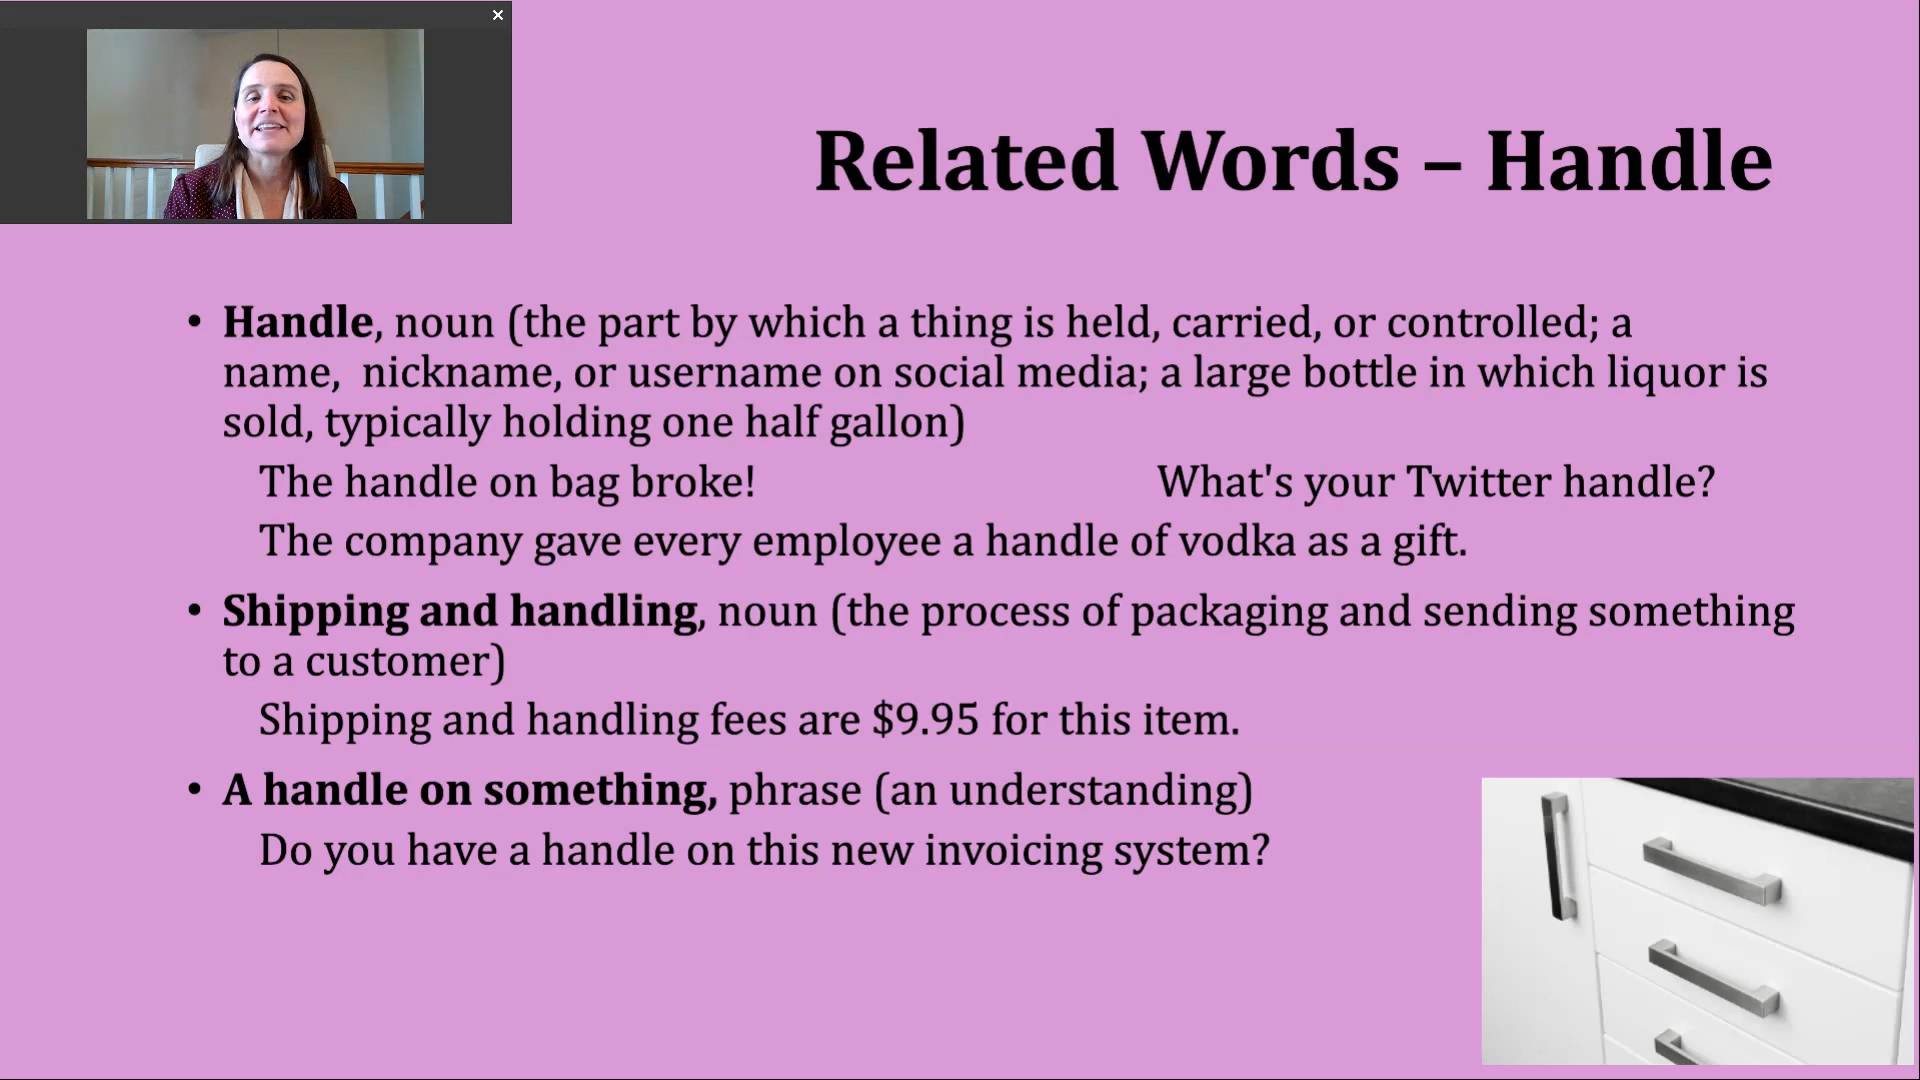 Related Words – Handle
• Handle, noun (the part by which a thing is held, carried, or controlled; a
name,  nickname, or username on social media; a large bottle in which liquor is
sold, typically holding one half gallon)
The handle on bag broke! What's your Twitter handle?
The company gave every employee a handle of vodka as a gift.
• Shipping and handling, noun (the process of packaging and sending something
to a customer)
Shipping and handling fees are $9.95 for this item.
• A handle on something, phrase (an understanding)
Do you have a handle on this new invoicing system?